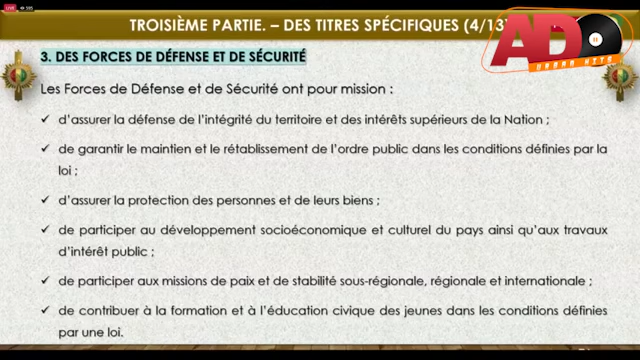 LIVE
TROISIÈME PARTIE. – DES TITRES SPÉCIFIQUES (4/13)
ADO
URBAN HITS
3. DES FORCES DE DÉFENSE ET DE SÉCURITÉ
Les Forces de Défense et de Sécurité ont pour mission :
✓ d'assurer la défense de l'intégrité du territoire et des intérêts supérieurs de la Nation ;
✓ de garantir le maintien et le rétablissement de l'ordre public dans les conditions définies par la
loi ;
✓ d'assurer la protection des personnes et de leurs biens ;
✓ de participer au développement socioéconomique et culturel du pays ainsi qu'aux travaux
d'intérêt public ;
✓ de participer aux missions de paix et de stabilité sous-régionale, régionale et internationale ;
✓ de contribuer à la formation et à l'éducation civique des jeunes dans les conditions définies
par une loi.